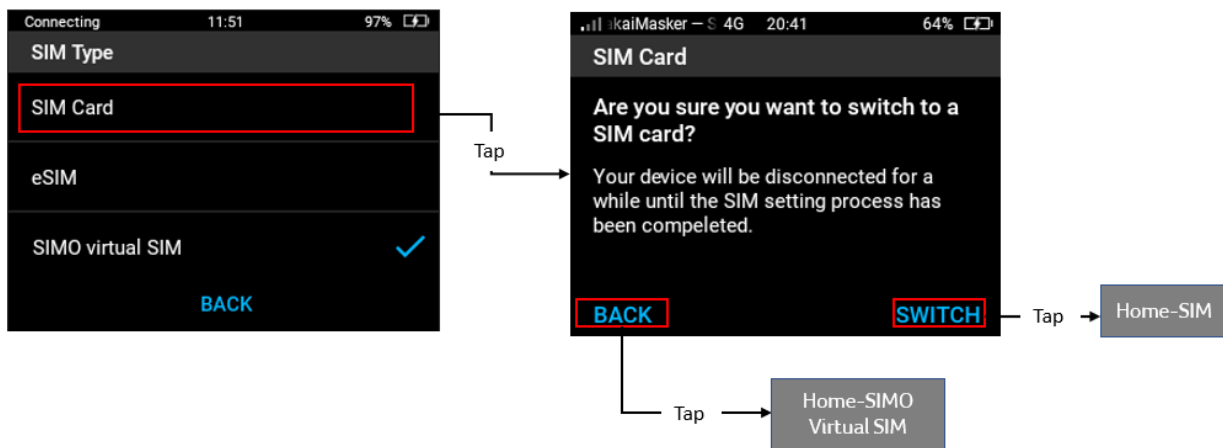 Connecting 11:51 97%
SIM Type
SIM Card
eSIM
SIMO virtual SIM
BACK
Tap
kaiMasker – S 4G 20:41 64%
SIM Card
Are you sure you want to switch to a
SIM card?
Your device will be disconnected for a
while until the SIM setting process has
been compeleted.
BACK
SWITCH
Tap
Home-SIM
Tap
Home-SIMO
Virtual SIM